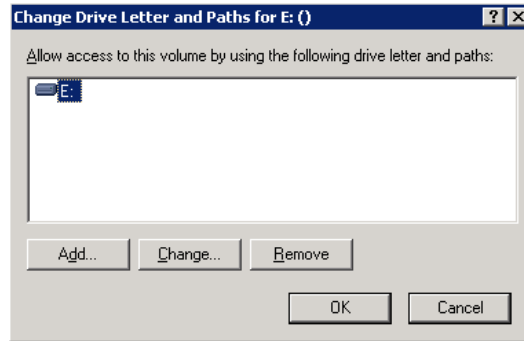 Change Drive Letter and Paths for E: ()
Allow access to this volume by using the following drive letter and paths:
E:
Add... Change... Remove
OK Cancel